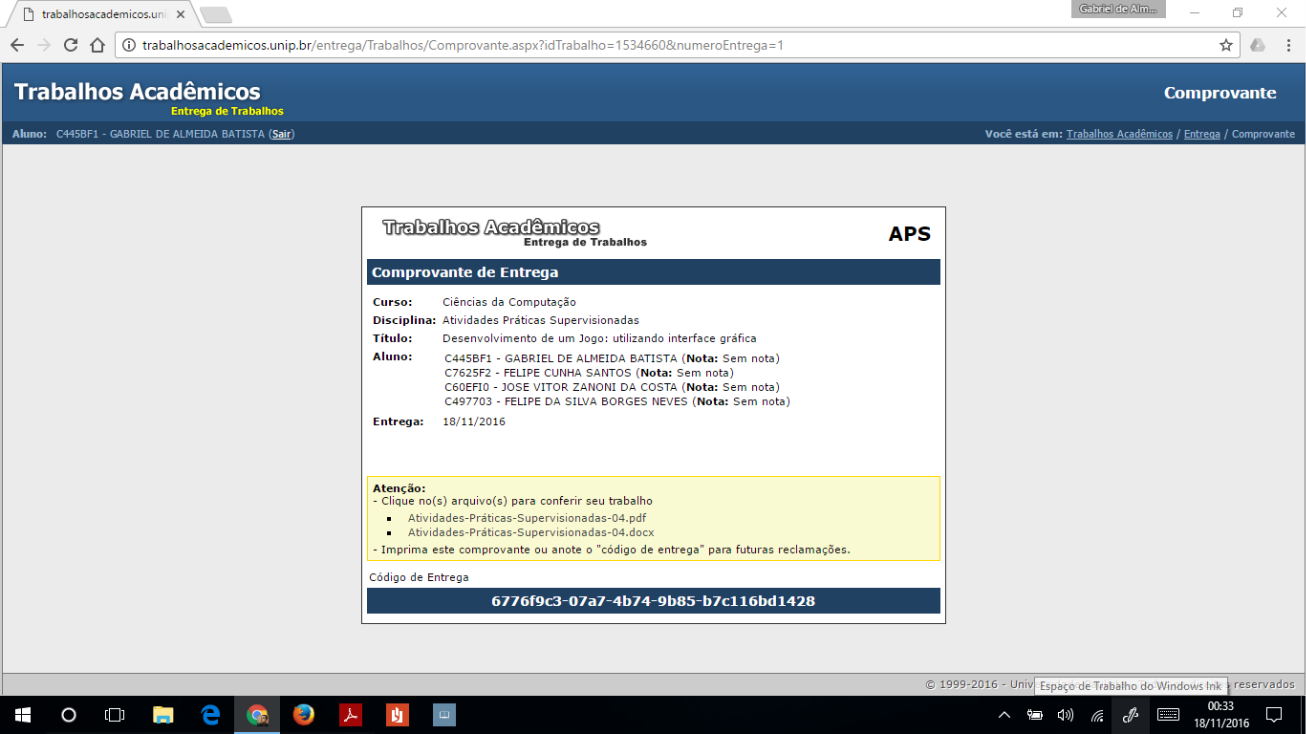 trabalhosacademicos.uni
Gabriel de Alm...
trabalhosacademicos.unip.br/entrega/Trabalhos/Comprovante.aspx?idTrabalho=1534660&numeroEntrega=1
Trabalhos Acadêmicos
Entrega de Trabalhos
Comprovante
Aluno: C445BF1 - GABRIEL DE ALMEIDA BATISTA (Sair)
Você está em: Trabalhos Acadêmicos / Entrega / Comprovante
Trabalhos Acadêmicos
Entrega de Trabalhos
APS
Comprovante de Entrega
Curso: Ciências da Computação
Disciplina: Atividades Práticas Supervisionadas
Título: Desenvolvimento de um Jogo: utilizando interface gráfica
Aluno: C445BF1 - GABRIEL DE ALMEIDA BATISTA (Nota: Sem nota)
C7625F2 - FELIPE CUNHA SANTOS (Nota: Sem nota)
C60EFI0 - JOSE VITOR ZANONI DA COSTA (Nota: Sem nota)
C497703 - FELIPE DA SILVA BORGES NEVES (Nota: Sem nota)
Entrega: 18/11/2016
Atenção:
- Clique no(s) arquivo(s) para conferir seu trabalho
Atividades-Práticas-Supervisionadas-04.pdf
Atividades-Práticas-Supervisionadas-04.docx
- Imprima este comprovante ou anote o "código de entrega" para futuras reclamações.
Código de Entrega
6776f9c3-07a7-4b74-9b85-b7c116bd1428
© 1999-2016 - Univ
Espaço de Trabalho do Windows Ink
reservados
00:33
18/11/2016